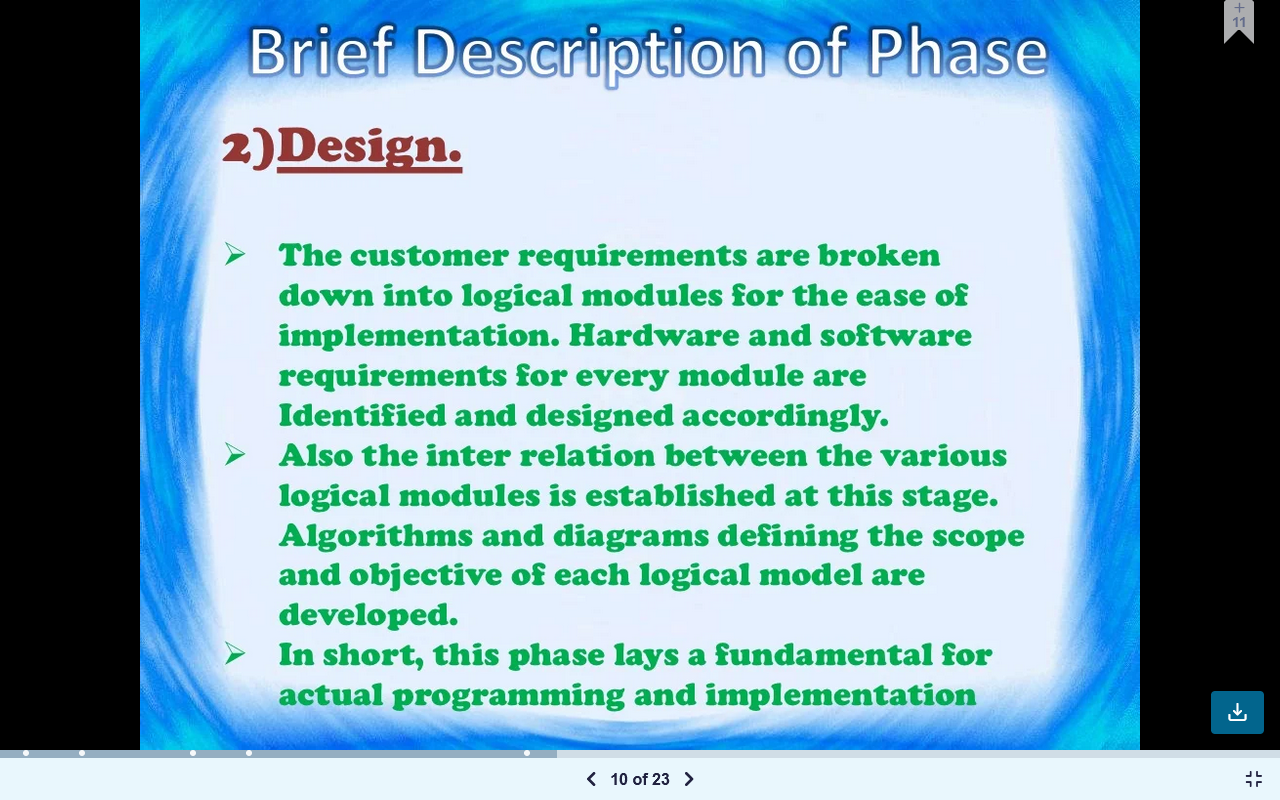 +
11
Brief Description of Phase
2)Design.
The customer requirements are broken
down into logical modules for the ease of
implementation. Hardware and software
requirements for every module are
Identified and designed accordingly.
Also the inter relation between the various
logical modules is established at this stage.
Algorithms and diagrams defining the scope
and objective of each logical model are
developed.
In short, this phase lays a fundamental for
actual programming and implementation
10 of 23